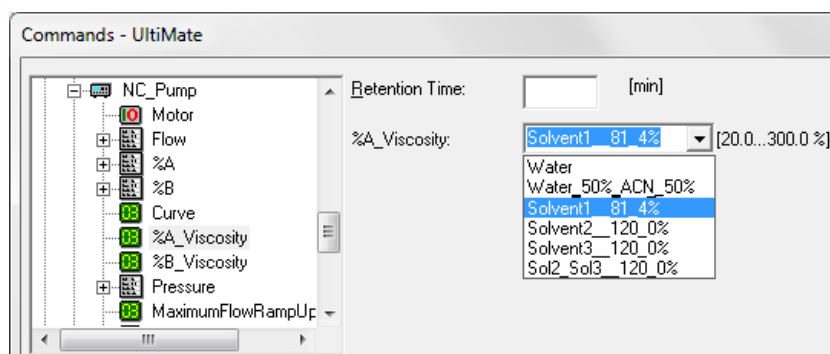 Commands - UltiMate
NC_Pump
Motor
Flow
%A
%B
Curve
%A_Viscosity
%B_Viscosity
Pressure
MaximumFlowRampUp
Retention Time: [min]
%A_Viscosity: Solvent1__81_4% [20.0...300.0 %]
Water
Water_50%_ACN_50%
Solvent1__81_4%
Solvent2__120_0%
Solvent3__120_0%
Sol2_Sol3__120_0%